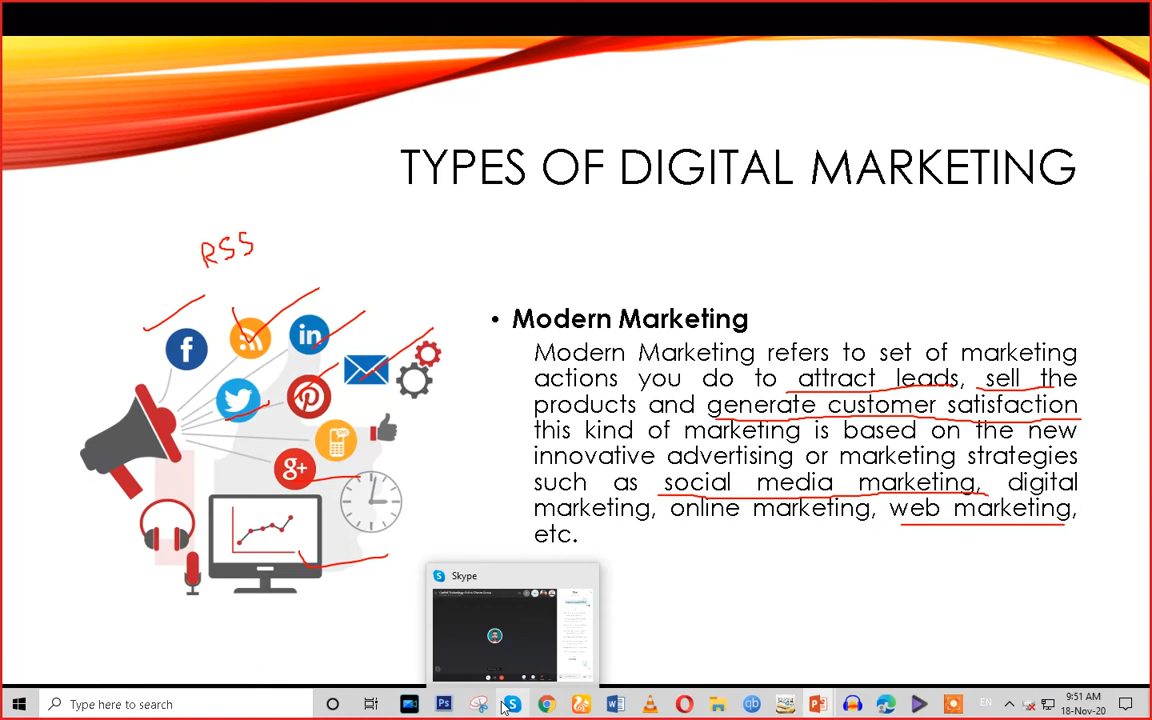 TYPES OF DIGITAL MARKETING
RSS
• Modern Marketing
Modern Marketing refers to set of marketing
actions you do to attract leads, sell the
products and generate customer satisfaction
this kind of marketing is based on the new
innovative advertising or marketing strategies
such as social media marketing, digital
marketing, online marketing, web marketing,
etc.
f
in
g+
Skype
Type here to search
Ps
EN
9:51 AM
18-Nov-20